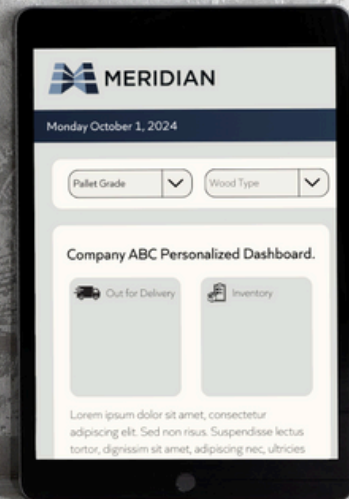 MERIDIAN
Monday October 1, 2024
Pallet Grade
Wood Type
Company ABC Personalized Dashboard.
Out for Delivery
Inventory
Lorem ipsum dolor sit amet, consectetur
adipiscing elit. Sed non risus. Suspendisse lectus
tortor, dignissim sit amet, adipiscing nec, ultricies